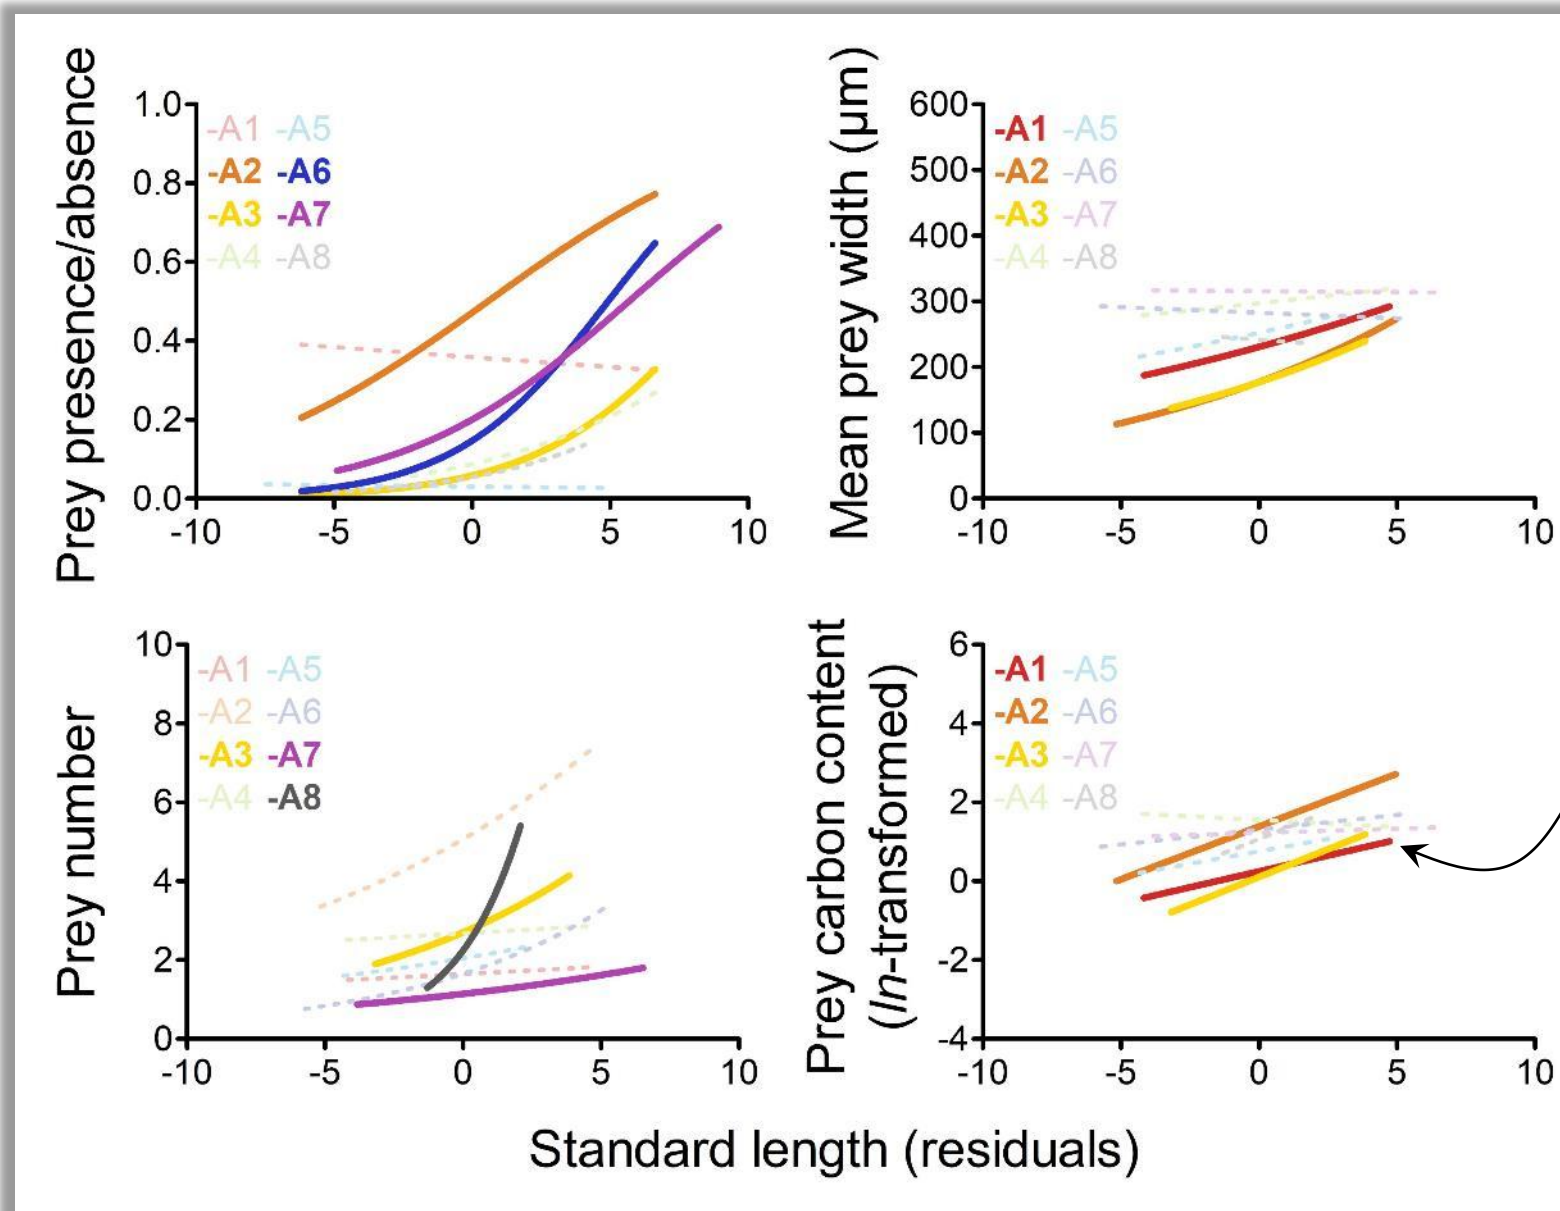 Prey presence/absence
1.0
0.8
0.6
0.4
0.2
0.0
-A1 -A5
-A2 -A6
-A3 -A7
-A4 -A8
-10 -5 0 5 10
Mean prey width (µm)
600
500
400
300
200
100
0
-A1 -A5
-A2 -A6
-A3 -A7
-A4 -A8
-10 -5 0 5 10
Prey number
10
8
6
4
2
0
-A1 -A5
-A2 -A6
-A3 -A7
-A4 -A8
-10 -5 0 5 10
Prey carbon content
(ln-transformed)
6
4
2
0
-2
-4
-A1 -A5
-A2 -A6
-A3 -A7
-A4 -A8
-10 -5 0 5 10
Standard length (residuals)